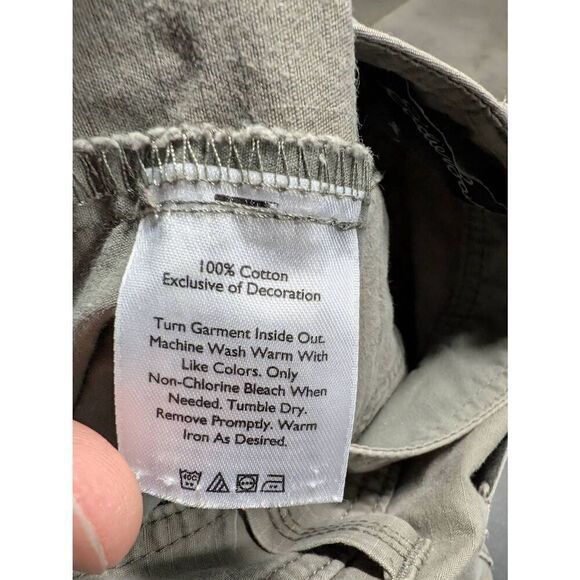 100% Cotton
Exclusive of Decoration
Turn Garment Inside Out.
Machine Wash Warm With
Like Colors. Only
Non-Chlorine Bleach When
Needed. Tumble Dry.
Remove Promptly. Warm
Iron As Desired.
40C